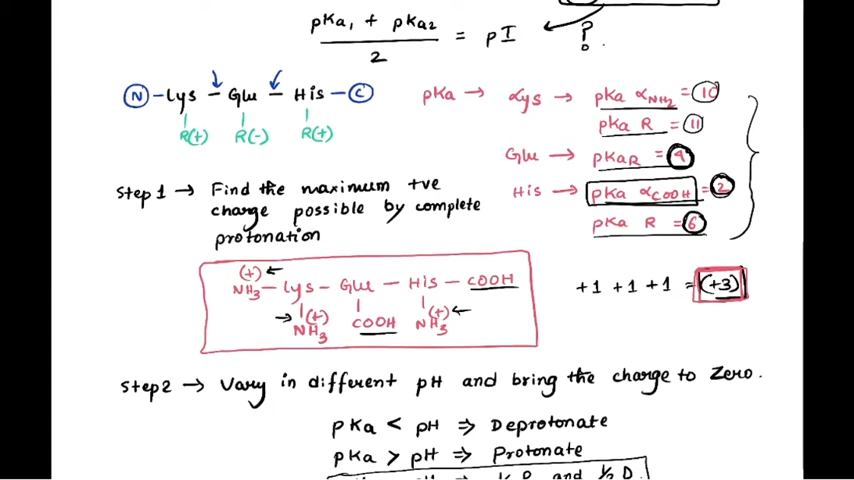 pKa1 + pKa2
2
= pI ?
N - Lys - Glu - His - C
R(+) R(-) R(+)
pKa → Lys → pKa αNH2 = 10
pKa R = 11
Glu → pKaR = 4
His → pKa αCOOH = 2
pKa R = 6
Step 1 → Find the maximum +ve
charge possible by complete
protonation
(+) ←
NH3 - Lys - Glu - His - COOH
→ (+) (+) ←
NH3 COOH NH3
+1 +1 +1 = (+3)
Step 2 → Vary in different pH and bring the charge to Zero.
pKa < pH ⇒ Deprotonate
pKa > pH ⇒ Protonate